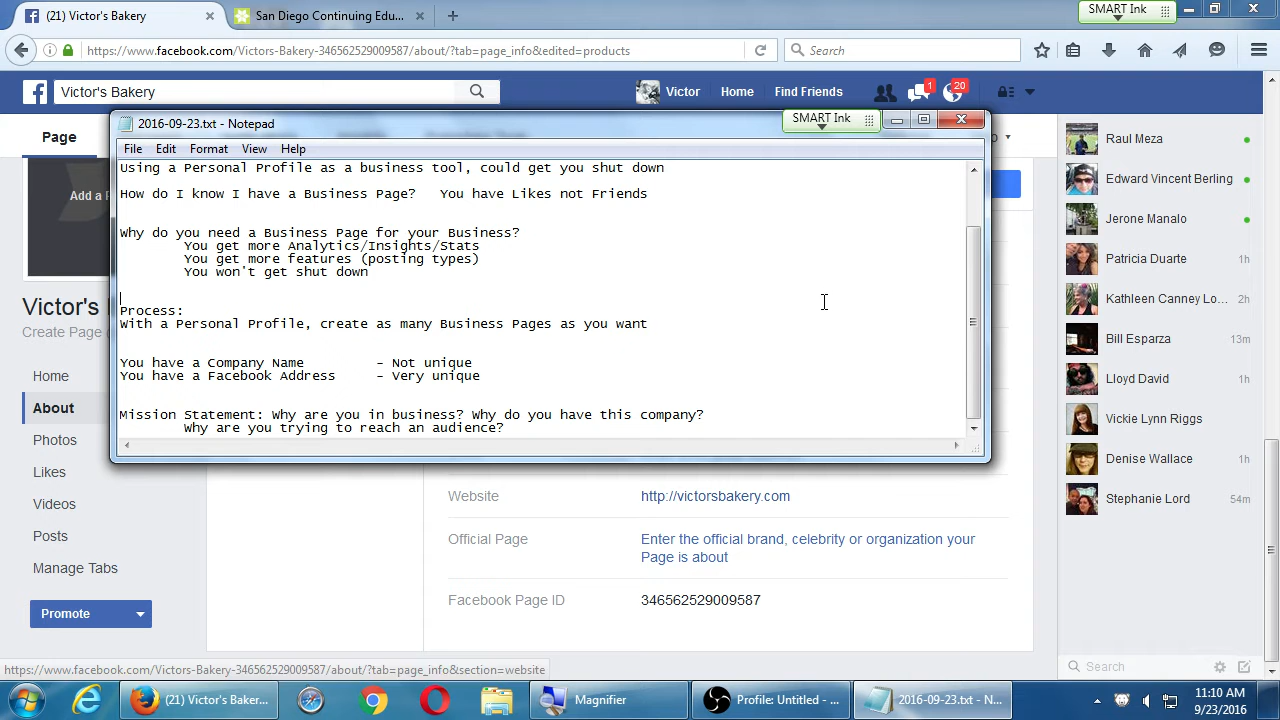 (21) Victor's Bakery
San Diego Continuing Edu...
SMART Ink
https://www.facebook.com/Victors-Bakery-346562529009587/about/?tab=page_info&edited=products
Search
Victor's Bakery
Victor
Home
Find Friends
1
20
Page
2016-09-23.txt - Notepad
SMART Ink
File Edit Format View Help
Using a Personal Profile as a business tool, could get you shut down
How do I know I have a Business Page? You have Likes not Friends
Why do you need a Business Page for your Business?
You get more Analytics/Insights/Stats
You get more features (posting types)
You won't get shut down
Process:
With a Personal Profile, create as many Business Pages as you want
You have a Company Name - Not unique
You have a Facebook Address - Very unique
Mission Statement: Why are you in business? Why do you have this company?
Why are you trying to reach an audience?
Add a P
Victor's
Create Page
Home
About
Photos
Likes
Videos
Posts
Manage Tabs
Promote
Website
http://victorsbakery.com
Official Page
Enter the official brand, celebrity or organization your
Page is about
Facebook Page ID
346562529009587
Raul Meza
Edward Vincent Berling
Jerone Manalo
Patricia Duarte 1h
Kathleen Canney Lo... 2h
Bill Esparza 13m
Lloyd David
Vickie Lynn Riggs
Denise Wallace 1h
Stephanie Lord 54m
Search
https://www.facebook.com/Victors-Bakery-346562529009587/about/?tab=page_info&section=website
(21) Victor's Baker...
Magnifier
Profile: Untitled - ...
2016-09-23.txt - N...
11:10 AM
9/23/2016